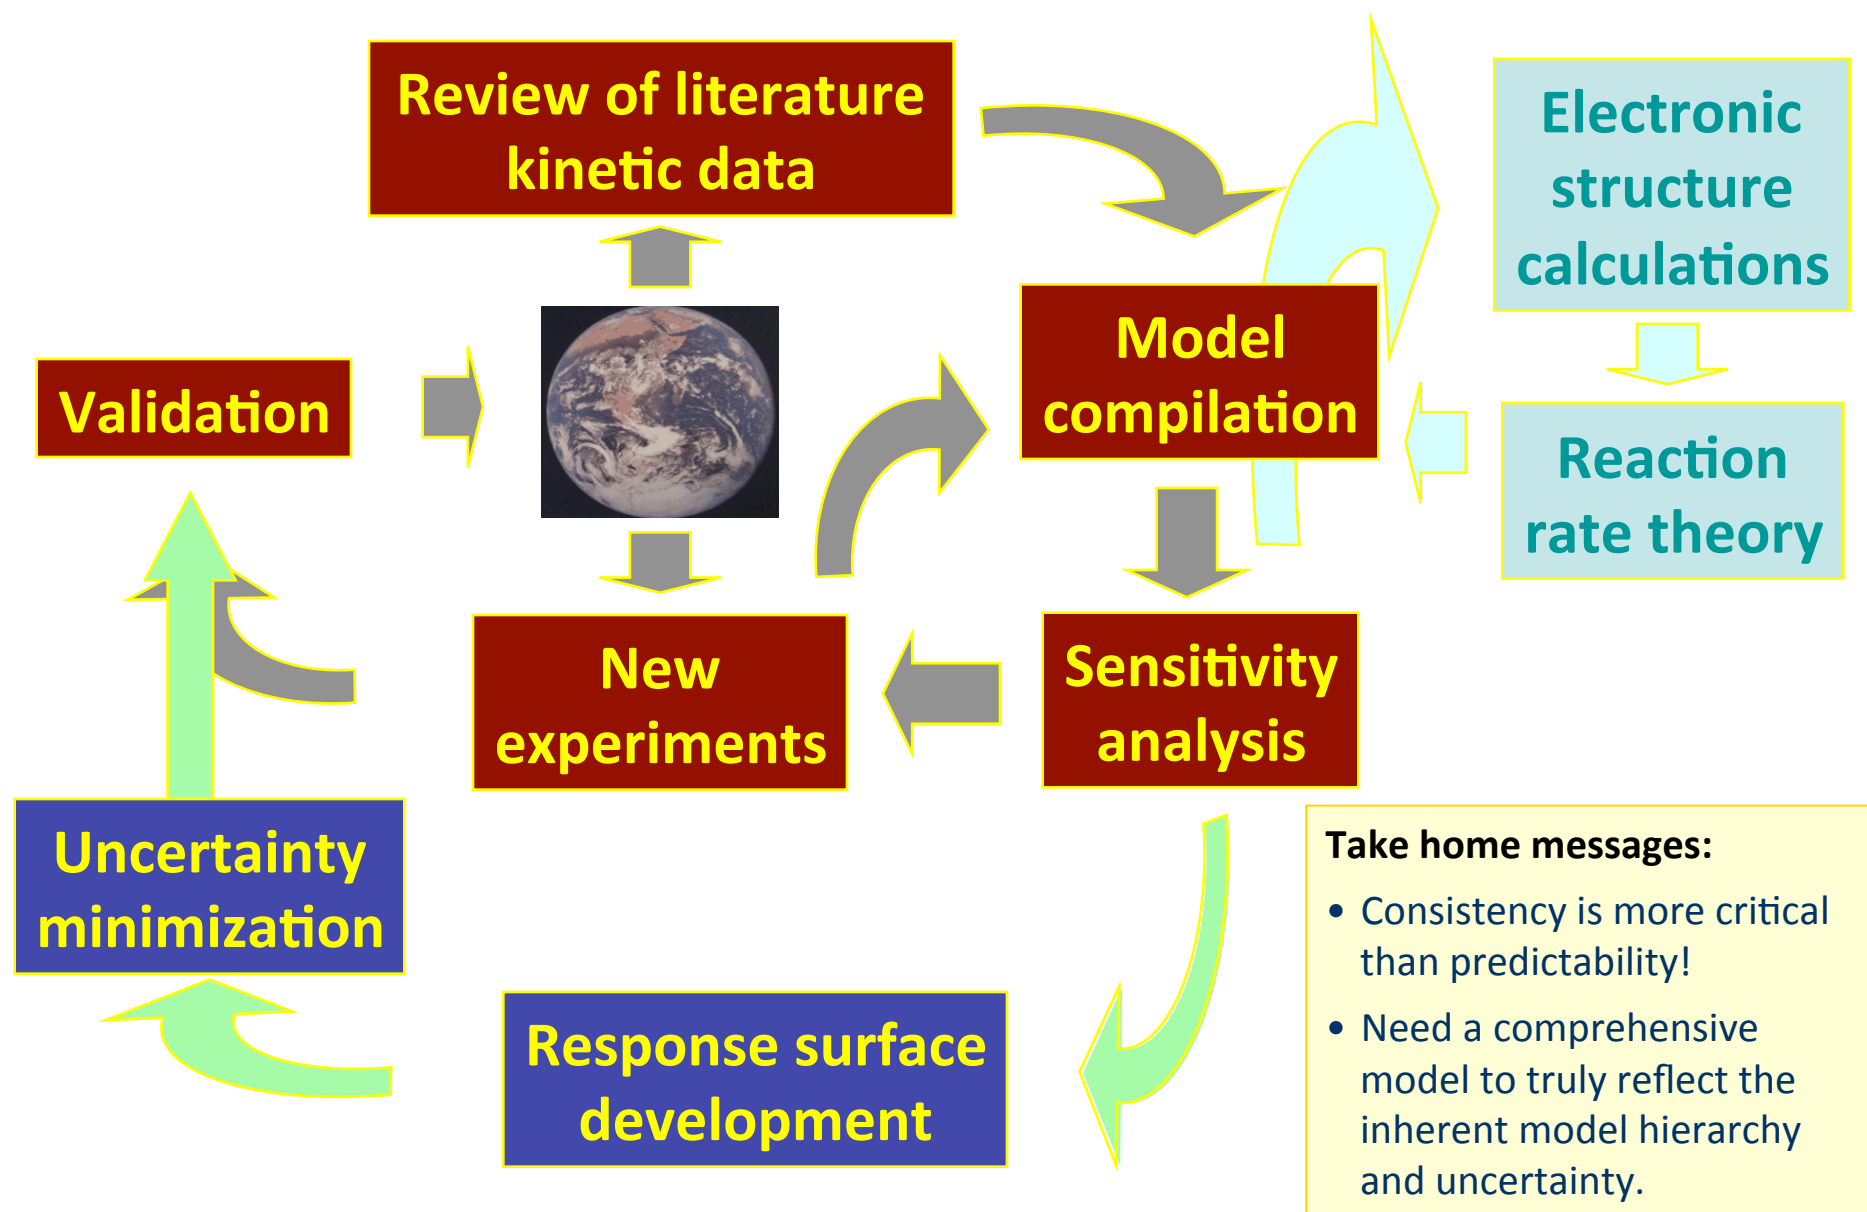 Review of literature
kinetic data
Electronic
structure
calculations
Model
compilation
Validation
Reaction
rate theory
New
experiments
Sensitivity
analysis
Uncertainty
minimization
Response surface
development
Take home messages:
• Consistency is more critical
than predictability!
• Need a comprehensive
model to truly reflect the
inherent model hierarchy
and uncertainty.